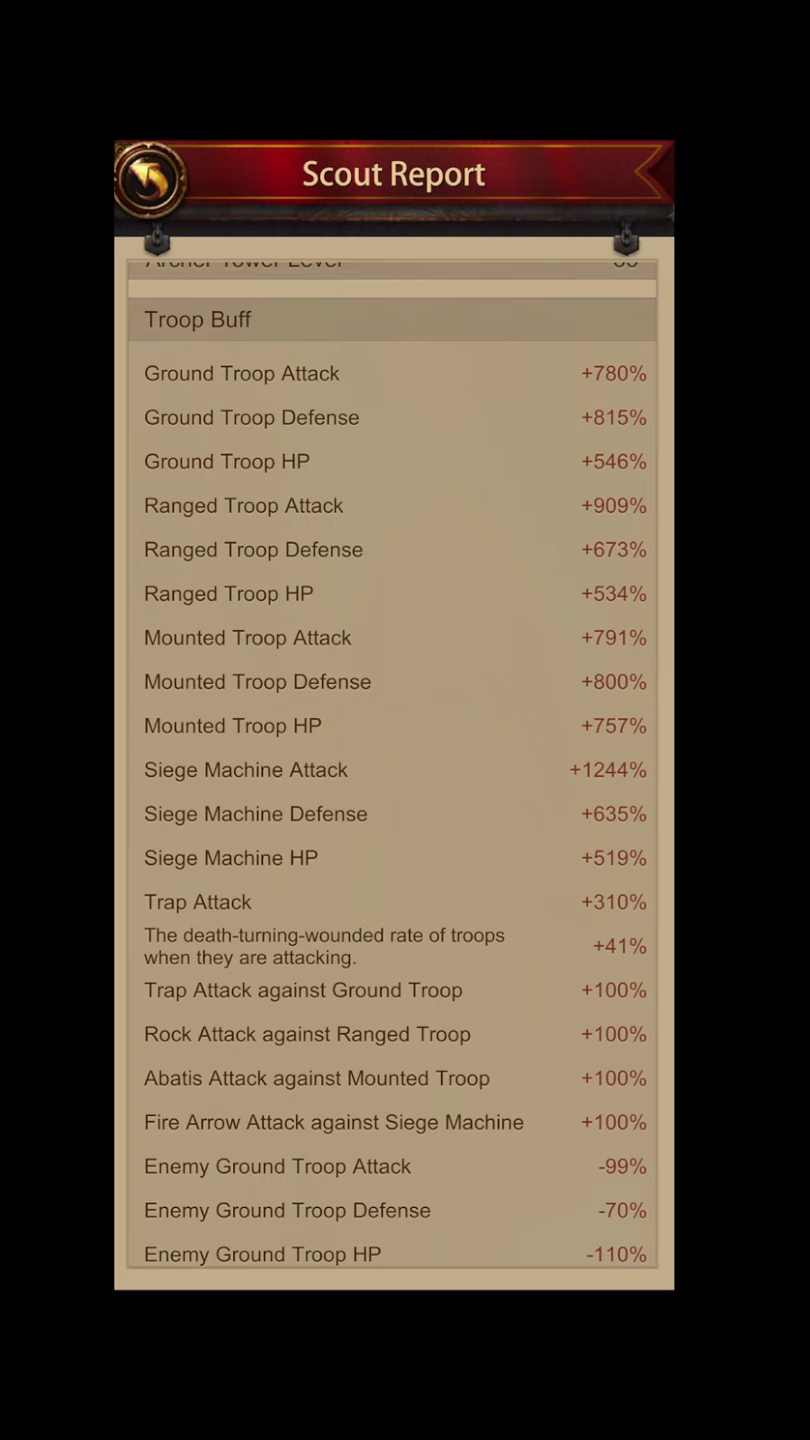 Scout Report
Archer Tower Level
Troop Buff
Ground Troop Attack +780%
Ground Troop Defense +815%
Ground Troop HP +546%
Ranged Troop Attack +909%
Ranged Troop Defense +673%
Ranged Troop HP +534%
Mounted Troop Attack +791%
Mounted Troop Defense +800%
Mounted Troop HP +757%
Siege Machine Attack +1244%
Siege Machine Defense +635%
Siege Machine HP +519%
Trap Attack +310%
The death-turning-wounded rate of troops
when they are attacking. +41%
Trap Attack against Ground Troop +100%
Rock Attack against Ranged Troop +100%
Abatis Attack against Mounted Troop +100%
Fire Arrow Attack against Siege Machine +100%
Enemy Ground Troop Attack -99%
Enemy Ground Troop Defense -70%
Enemy Ground Troop HP -110%